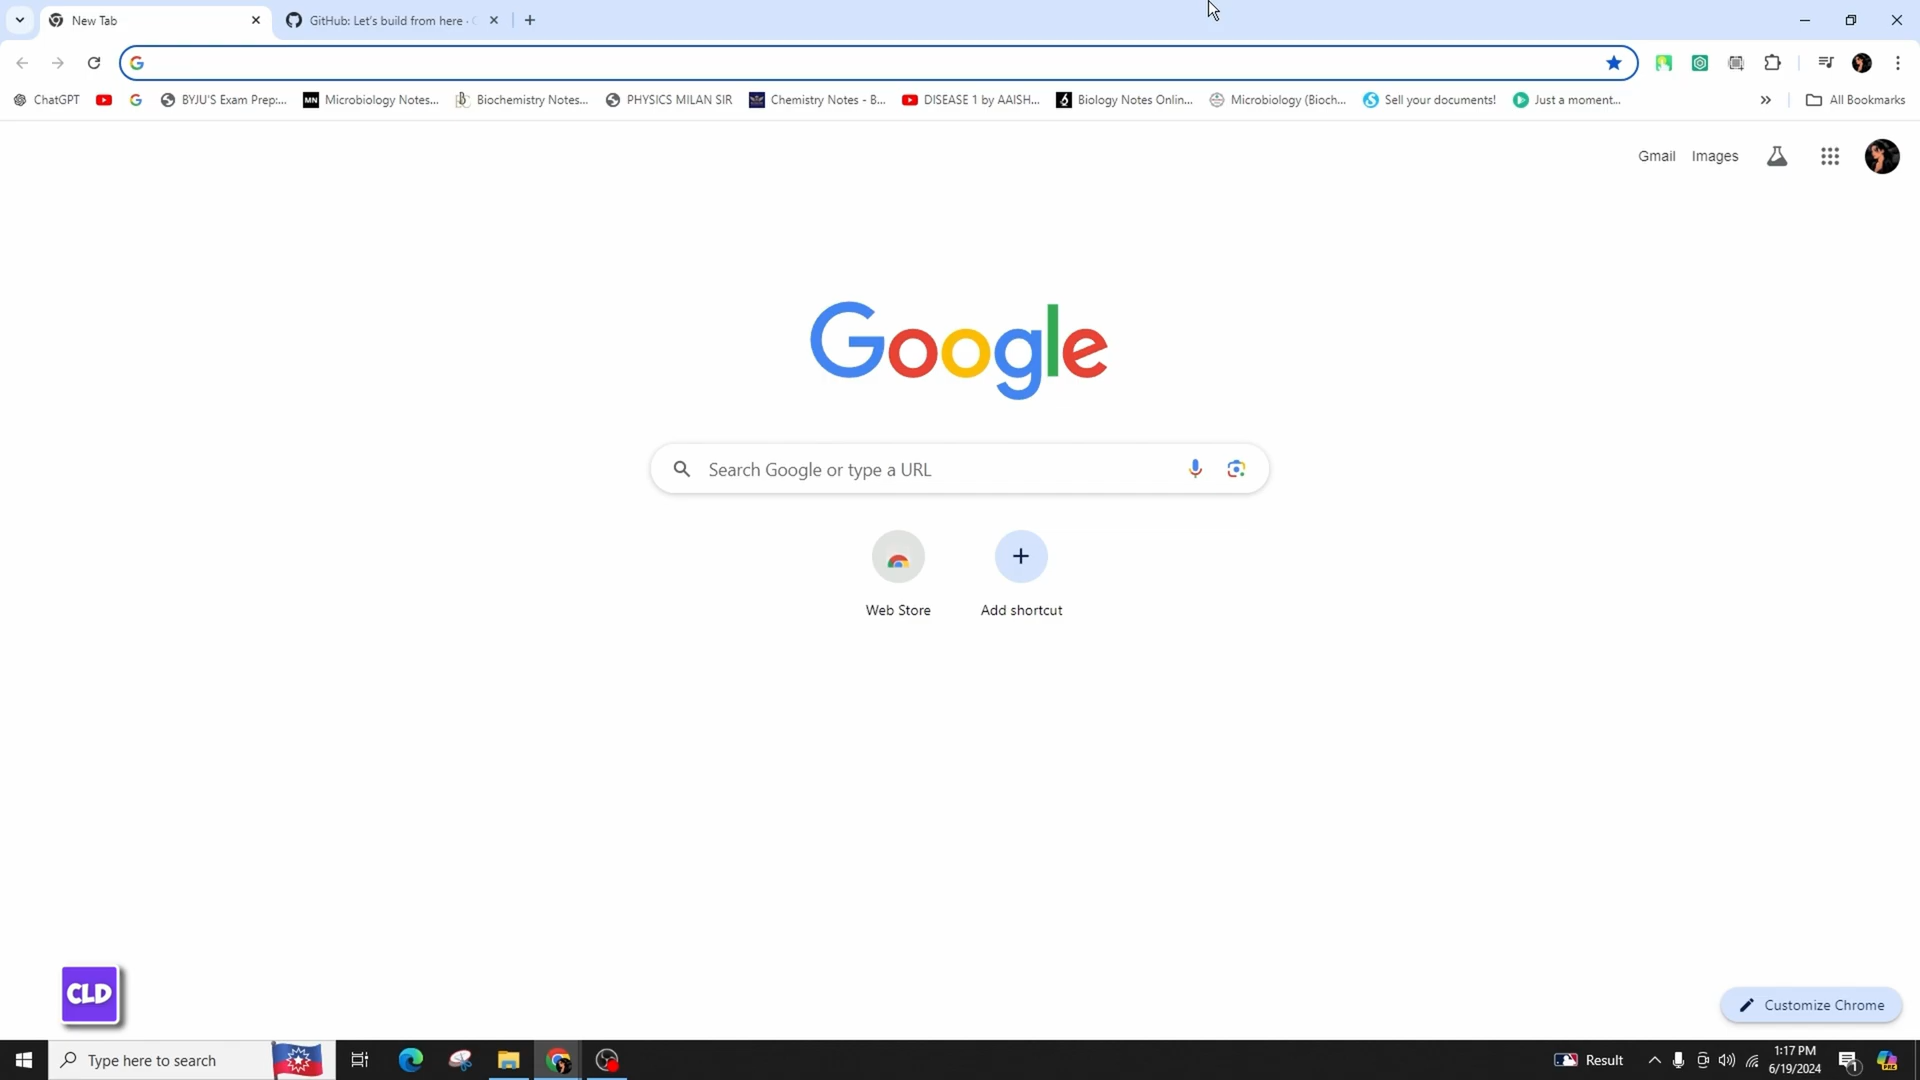 New Tab
GitHub: Let's build from here ·
ChatGPT
BYJU'S Exam Prep:...
Microbiology Notes...
Biochemistry Notes...
PHYSICS MILAN SIR
Chemistry Notes - B...
DISEASE 1 by AAISH...
Biology Notes Onlin...
Microbiology (Bioch...
Sell your documents!
Just a moment...
All Bookmarks
Gmail
Images
Google
Search Google or type a URL
Web Store
Add shortcut
CLD
Customize Chrome
Type here to search
Result
1:17 PM
6/19/2024